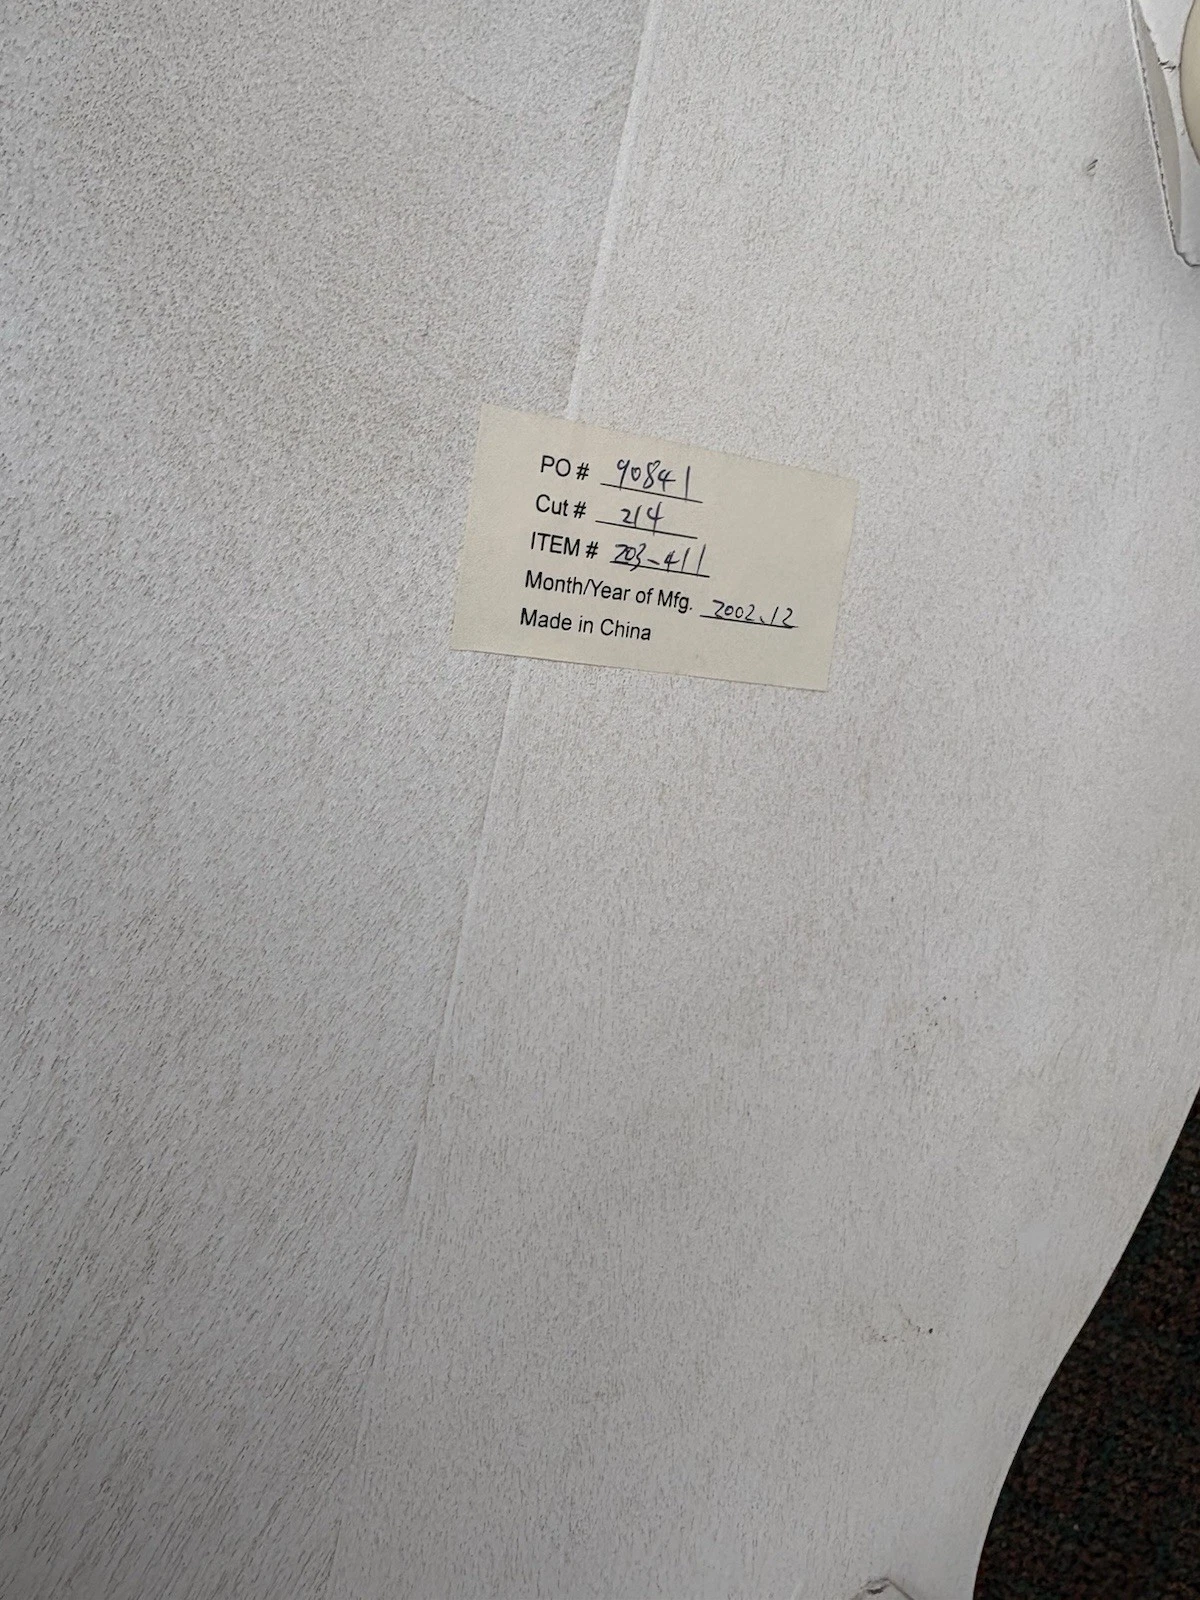 PO # 90841
Cut # 214
ITEM # 203-411
Month/Year of Mfg. 2002.12
Made in China